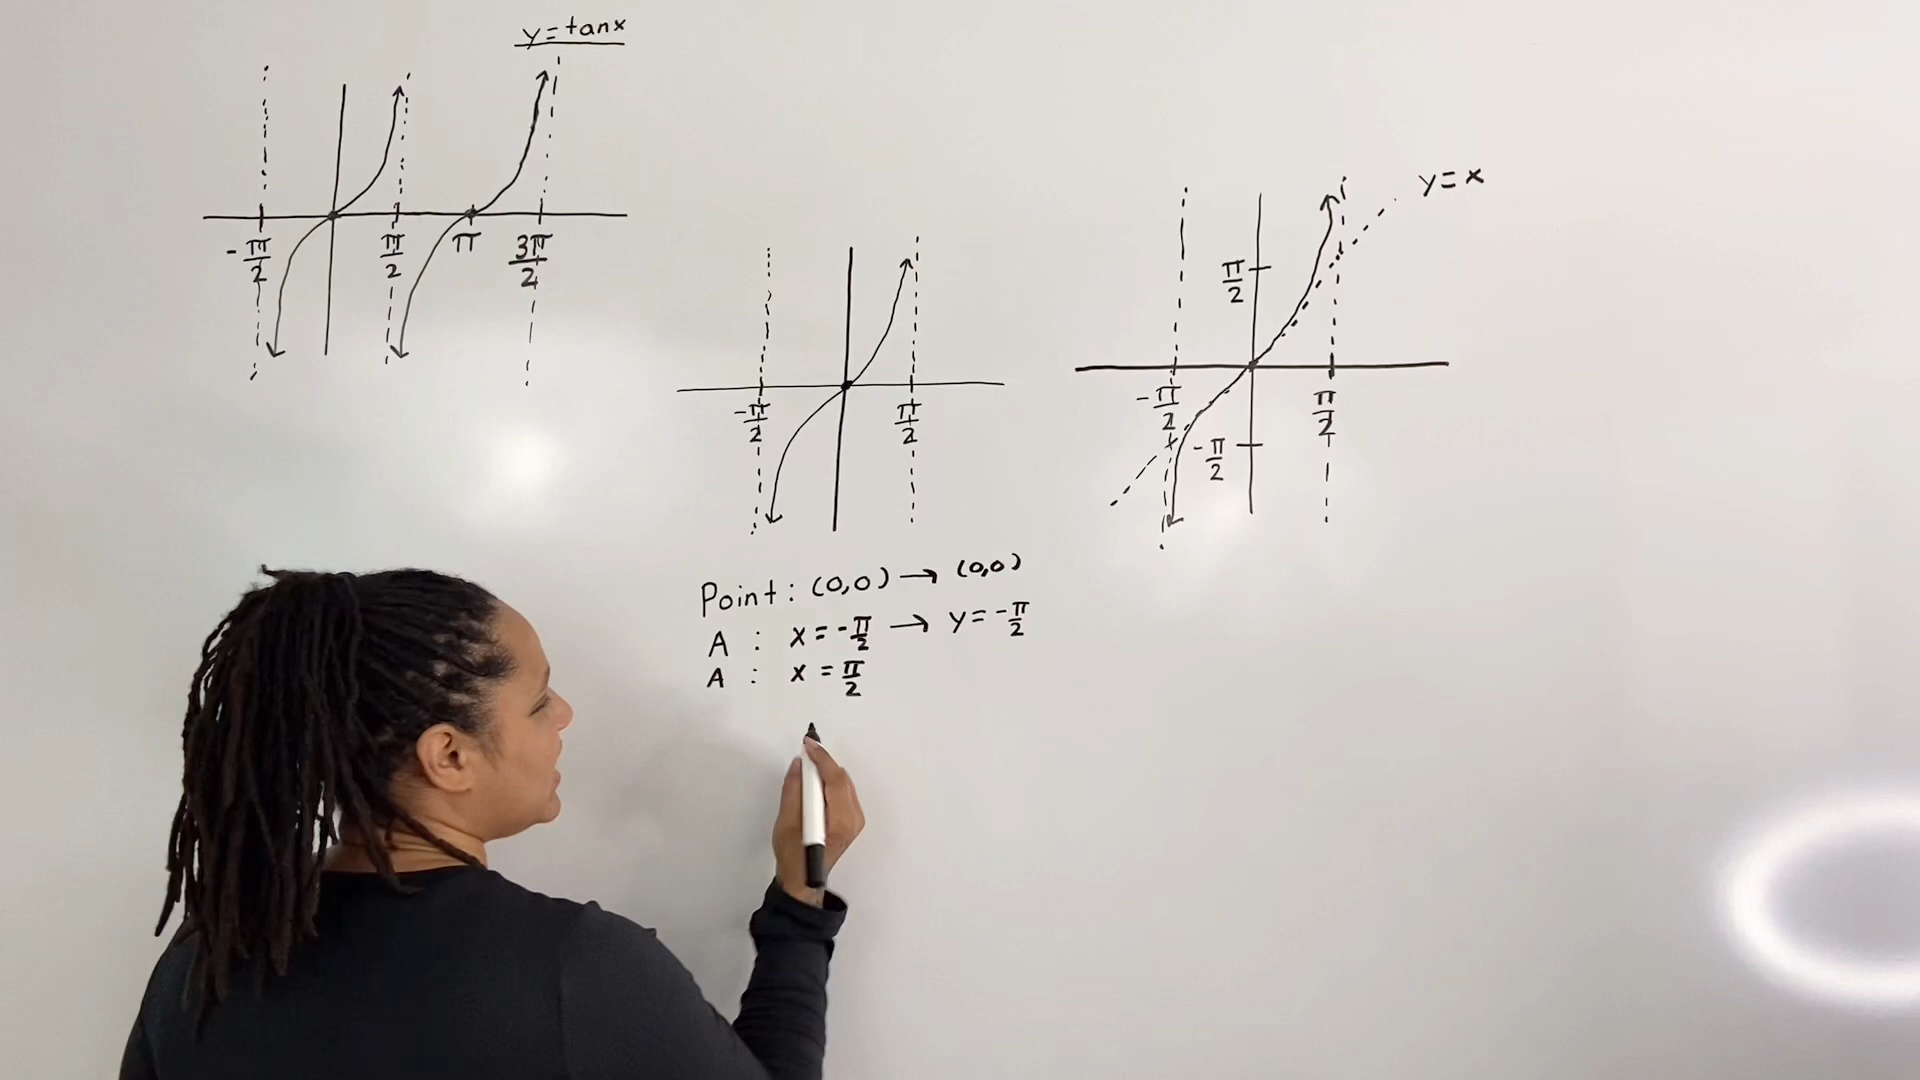 y=tanx
-π/2 π/2 π 3π/2
-π/2 π/2
y=x
π/2
-π/2 π/2
-π/2
Point: (0,0) → (0,0)
A : x=-π/2 → y=-π/2
A : x=π/2